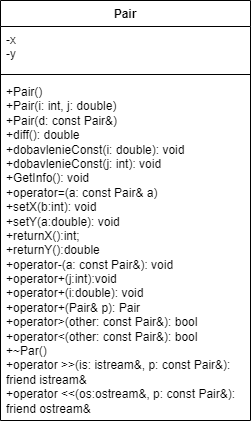 Pair
-x
-y
+Pair()
+Pair(i: int, j: double)
+Pair(d: const Pair&)
+diff(): double
+dobavlenieConst(i: double): void
+dobavlenieConst(j: int): void
+GetInfo(): void
+operator=(a: const Pair& a)
+setX(b:int): void
+setY(a:double): void
+returnX():int;
+returnY():double
+operator-(a: const Pair&): void
+operator+(j:int):void
+operator+(i:double): void
+operator+(Pair& p): Pair
+operator>(other: const Pair&): bool
+operator<(other: const Pair&): bool
+~Par()
+operator >>(is: istream&, p: const Pair&):
friend istream&
+operator <<(os:ostream&, p: const Pair&):
friend ostream&